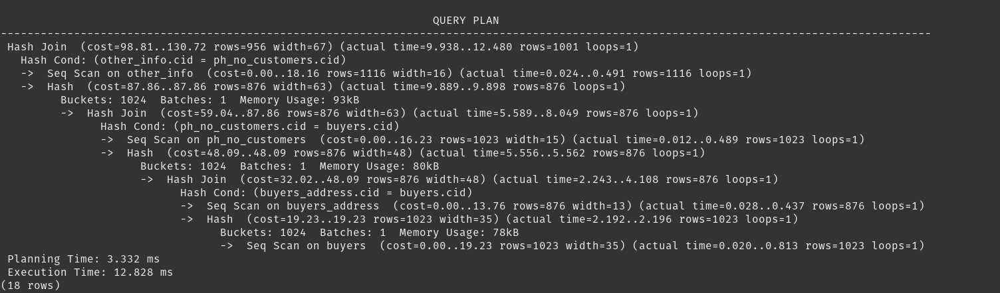 QUERY PLAN
--------------------------------------------------------------------------------------------------------------------------------------------
Hash Join  (cost=98.81..130.72 rows=956 width=67) (actual time=9.938..12.480 rows=1001 loops=1)
Hash Cond: (other_info.cid = ph_no_customers.cid)
->  Seq Scan on other_info  (cost=0.00..18.16 rows=1116 width=16) (actual time=0.024..0.491 rows=1116 loops=1)
->  Hash  (cost=87.86..87.86 rows=876 width=63) (actual time=9.889..9.898 rows=876 loops=1)
Buckets: 1024  Batches: 1  Memory Usage: 93kB
->  Hash Join  (cost=59.04..87.86 rows=876 width=63) (actual time=5.589..8.049 rows=876 loops=1)
Hash Cond: (ph_no_customers.cid = buyers.cid)
->  Seq Scan on ph_no_customers  (cost=0.00..16.23 rows=1023 width=15) (actual time=0.012..0.489 rows=1023 loops=1)
->  Hash  (cost=48.09..48.09 rows=876 width=48) (actual time=5.556..5.562 rows=876 loops=1)
Buckets: 1024  Batches: 1  Memory Usage: 80kB
->  Hash Join  (cost=32.02..48.09 rows=876 width=48) (actual time=2.243..4.108 rows=876 loops=1)
Hash Cond: (buyers_address.cid = buyers.cid)
->  Seq Scan on buyers_address  (cost=0.00..13.76 rows=876 width=13) (actual time=0.028..0.437 rows=876 loops=1)
->  Hash  (cost=19.23..19.23 rows=1023 width=35) (actual time=2.192..2.196 rows=1023 loops=1)
Buckets: 1024  Batches: 1  Memory Usage: 78kB
->  Seq Scan on buyers  (cost=0.00..19.23 rows=1023 width=35) (actual time=0.020..0.813 rows=1023 loops=1)
Planning Time: 3.332 ms
Execution Time: 12.828 ms
(18 rows)